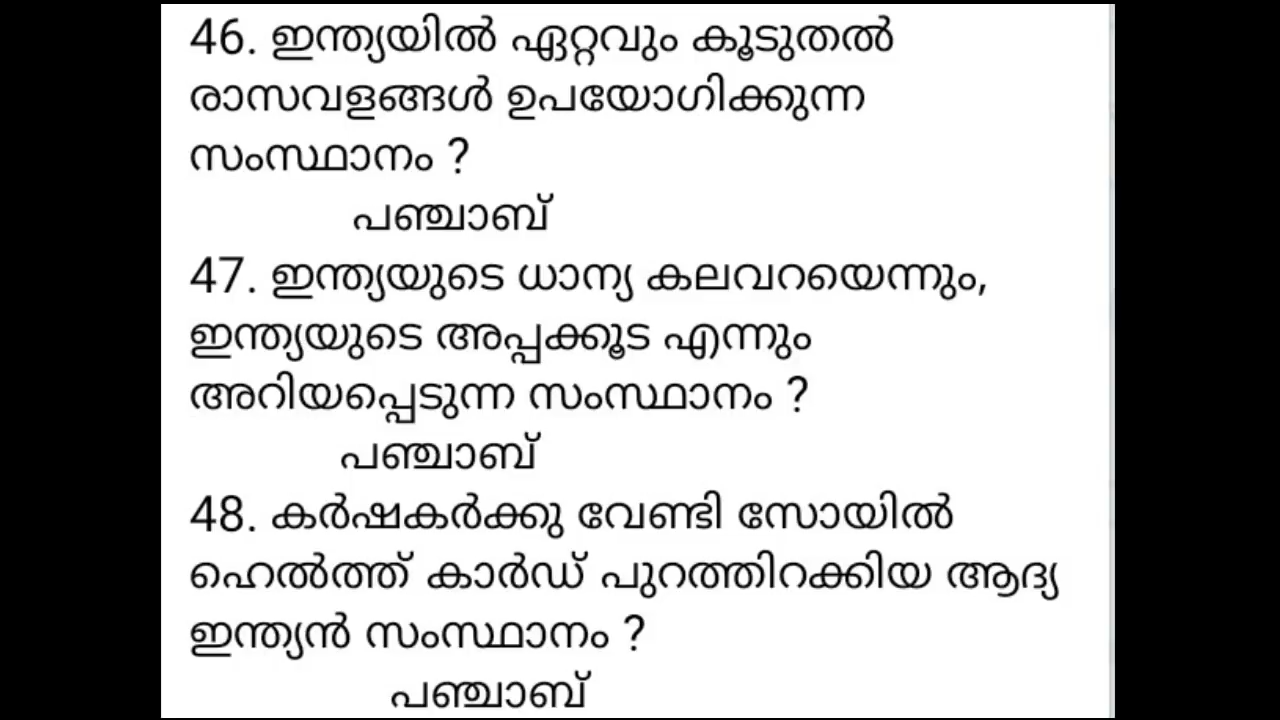 46. ഇന്ത്യയിൽ ഏറ്റവും കൂടുതൽ
രാസവളങ്ങൾ ഉപയോഗിക്കുന്ന
സംസ്ഥാനം ?
പഞ്ചാബ്
47. ഇന്ത്യയുടെ ധാന്യ കലവറയെന്നും,
ഇന്ത്യയുടെ അപ്പക്കൂട എന്നും
അറിയപ്പെടുന്ന സംസ്ഥാനം ?
പഞ്ചാബ്
48. കർഷകർക്കു വേണ്ടി സോയിൽ
ഹെൽത്ത് കാർഡ് പുറത്തിറക്കിയ ആദ്യ
ഇന്ത്യൻ സംസ്ഥാനം ?
പഞ്ചാബ്